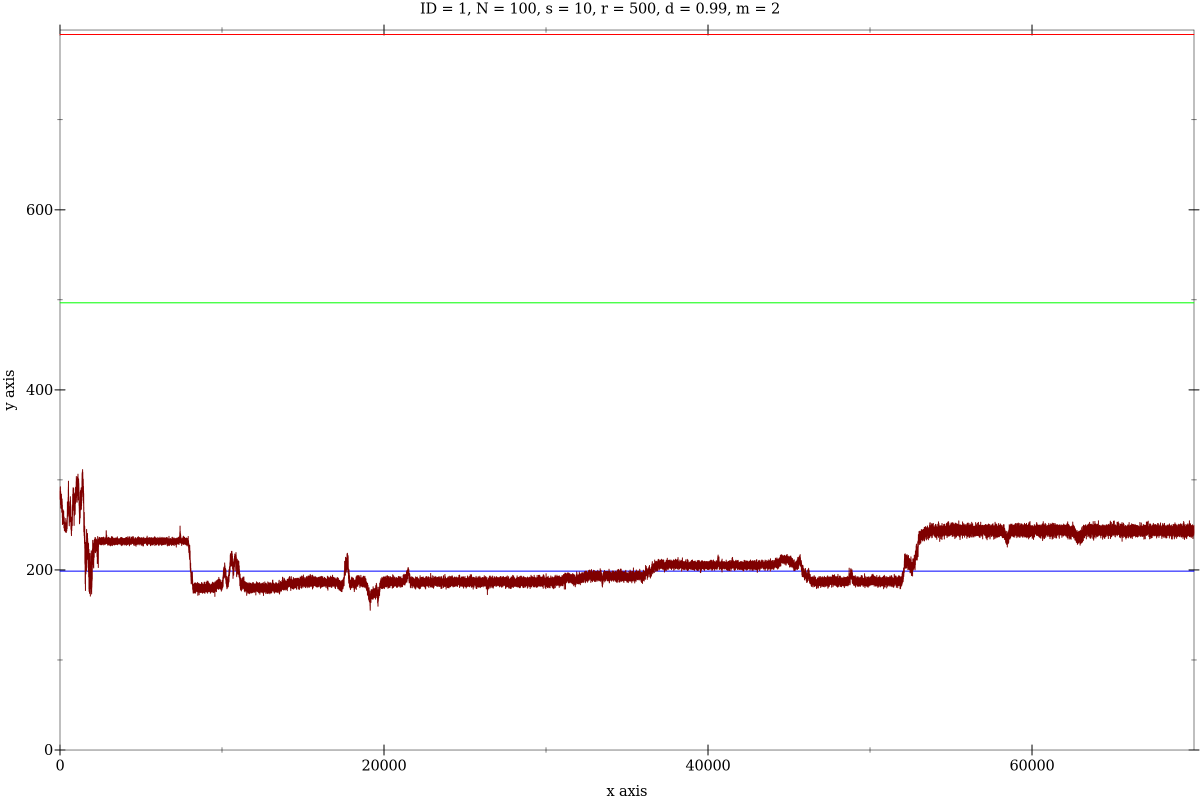 ID = 1, N = 100, s = 10, r = 500, d = 0.99, m = 2
600
400
y axis
200
0
0 20000 40000 60000
x axis